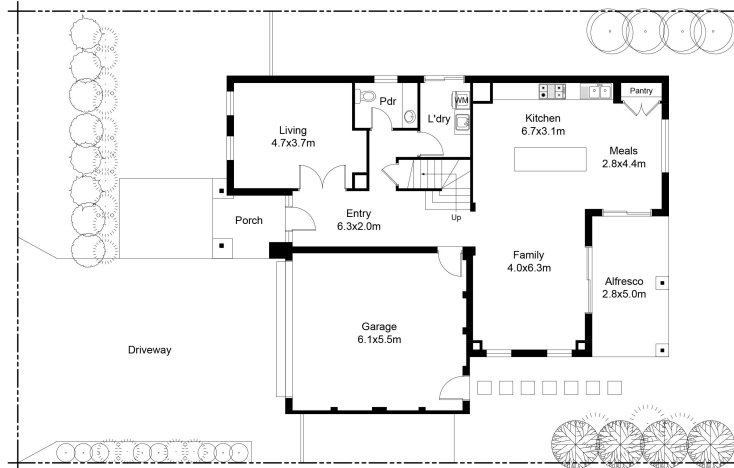 Pdr
WM
L'dry
Pantry
Kitchen
6.7x3.1m
Living
4.7x3.7m
Meals
2.8x4.4m
Porch
Entry
6.3x2.0m
Up
Family
4.0x6.3m
Alfresco
2.8x5.0m
Garage
6.1x5.5m
Driveway